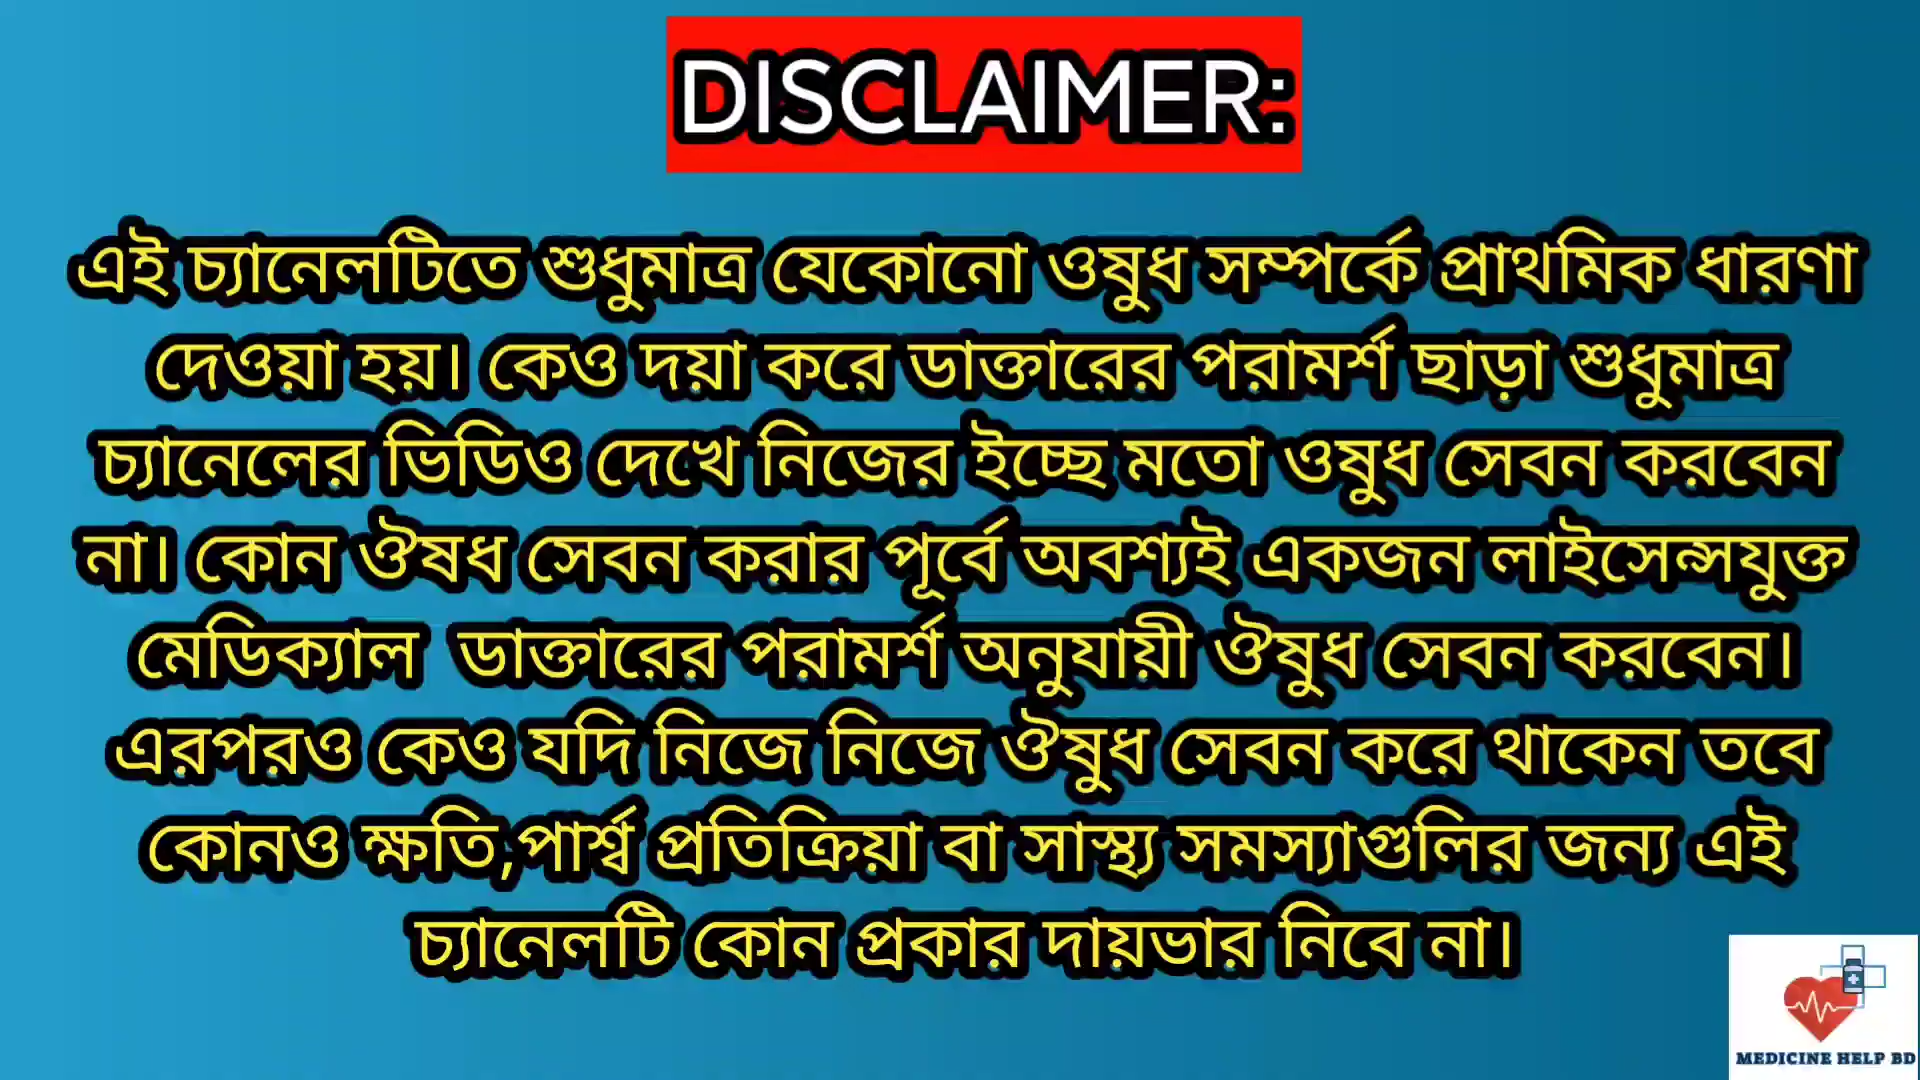 DISCLAIMER:
এই চ্যানেলটিতে শুধুমাত্র যেকোনো ওষুধ সম্পর্কে প্রাথমিক ধারণা
দেওয়া হয়। কেও দয়া করে ডাক্তারের পরামর্শ ছাড়া শুধুমাত্র
চ্যানেলের ভিডিও দেখে নিজের ইচ্ছে মতো ওষুধ সেবন করবেন
না। কোন ঔষধ সেবন করার পূর্বে অবশ্যই একজন লাইসেন্সযুক্ত
মেডিক্যাল ডাক্তারের পরামর্শ অনুযায়ী ঔষুধ সেবন করবেন।
এরপরও কেও যদি নিজে নিজে ঔষুধ সেবন করে থাকেন তবে
কোনও ক্ষতি,পার্শ্ব প্রতিক্রিয়া বা সাস্থ্য সমস্যাগুলির জন্য এই
চ্যানেলটি কোন প্রকার দায়ভার নিবে না।
MEDICINE HELP BD